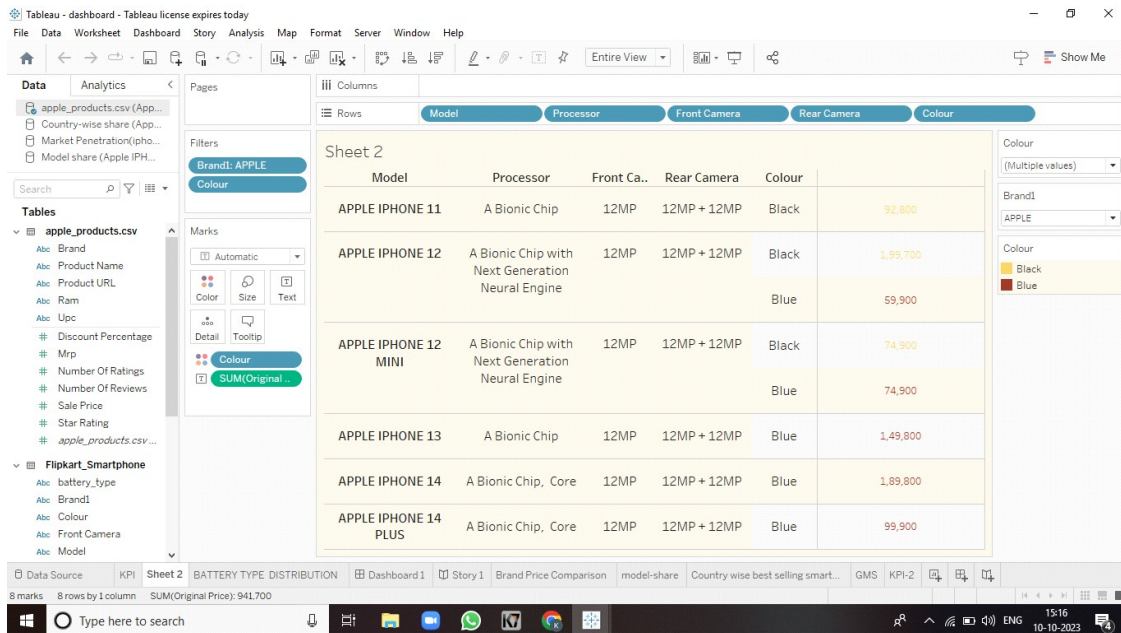 Tableau - dashboard - Tableau license expires today
File Data Worksheet Dashboard Story Analysis Map Format Server Window Help
Entire View
Show Me
Data Analytics
apple_products.csv (App...
Country-wise share (App...
Market Penetration(ipho...
Model share (Apple IPH...
Search
Tables
apple_products.csv
Abc Brand
Abc Product Name
Abc Product URL
Abc Ram
Abc Upc
# Discount Percentage
# Mrp
# Number Of Ratings
# Number Of Reviews
# Sale Price
# Star Rating
# apple_products.csv ...
Flipkart_Smartphone
Abc battery_type
Abc Brand1
Abc Colour
Abc Front Camera
Abc Model
Pages
Filters
Brand1: APPLE
Colour
Marks
Automatic
Color Size Text
Detail Tooltip
Colour
SUM(Original ..
Columns
Rows Model Processor Front Camera Rear Camera Colour
Sheet 2
Model Processor Front Ca.. Rear Camera Colour
APPLE IPHONE 11 A Bionic Chip 12MP 12MP + 12MP Black 92,800
APPLE IPHONE 12 A Bionic Chip with 12MP 12MP + 12MP Black 1,99,700
Next Generation
Neural Engine
Blue 59,900
APPLE IPHONE 12 A Bionic Chip with 12MP 12MP + 12MP Black 74,900
MINI Next Generation
Neural Engine
Blue 74,900
APPLE IPHONE 13 A Bionic Chip 12MP 12MP + 12MP Blue 1,49,800
APPLE IPHONE 14 A Bionic Chip, Core 12MP 12MP + 12MP Blue 1,89,800
APPLE IPHONE 14 A Bionic Chip, Core 12MP 12MP + 12MP Blue 99,900
PLUS
Colour
(Multiple values)
Brand1
APPLE
Colour
Black
Blue
Data Source KPI Sheet 2 BATTERY TYPE DISTRIBUTION Dashboard 1 Story 1 Brand Price Comparison model-share Country wise best selling smart... GMS KPI-2
8 marks 8 rows by 1 column SUM(Original Price): 941,700
Type here to search
ENG
15:16
10-10-2023
4